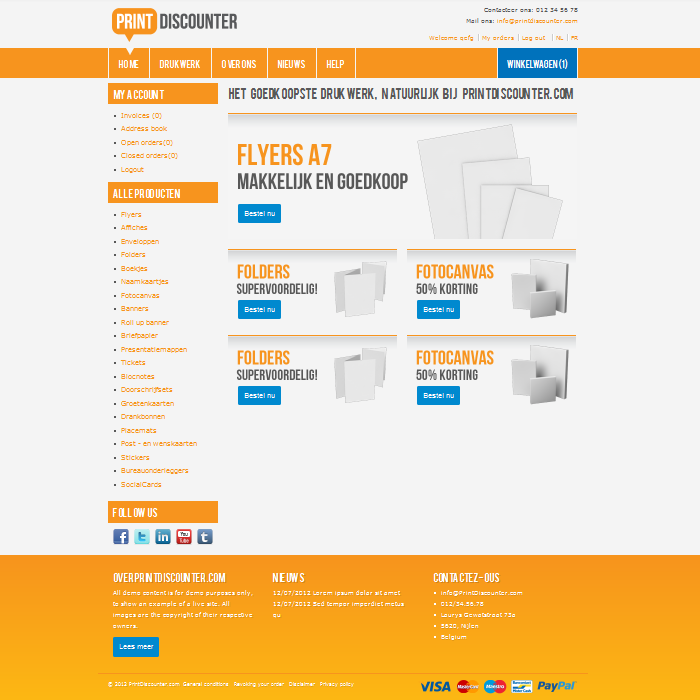 PRINT DISCOUNTER
Contacteer ons: 012 34 56 78
Mail ons: info@printdiscounter.com
Welcome qsfg | My orders | Log out | NL | FR
HOME DRUKWERK OVER ONS NIEUWS HELP WINKELWAGEN (1)
MY ACCOUNT
Invoices (0)
Address book
Open orders(0)
Closed orders(0)
Logout
ALLE PRODUCTEN
Flyers
Affiches
Enveloppen
Folders
Boekjes
Naamkaartjes
Fotocanvas
Banners
Roll up banner
Briefpapier
Presentatiemappen
Tickets
Blocnotes
Doorschrijfsets
Groetenkaarten
Drankbonnen
Placemats
Post - en wenskaarten
Stickers
Bureauonderleggers
SocialCards
FOLLOW US
HET GOEDKOOPSTE DRUKWERK, NATUURLIJK BIJ PRINTDISCOUNTER.COM
FLYERS A7
MAKKELIJK EN GOEDKOOP
Bestel nu
FOLDERS
SUPERVOORDELIG!
Bestel nu
FOTOCANVAS
50% KORTING
Bestel nu
FOLDERS
SUPERVOORDELIG!
Bestel nu
FOTOCANVAS
50% KORTING
Bestel nu
OVER PRINTDISCOUNTER.COM
All demo content is for demo purposes only,
to show an example of a live site. All
images are the copyright of their respective
owners.
Lees meer
NIEUWS
12/07/2012 Lorem ipsum dolor sit amet
12/07/2012 Sed tempor imperdiet metus
qu
CONTACTEZ-OUS
info@PrintDiscounter.com
012/34.56.78
Laurys Gewatstraat 73a
5520, Nijlen
Belgium
© 2012 PrintDiscounter.com General conditions Revoking your order Disclaimer Privacy policy
VISA MasterCard Maestro PayPal